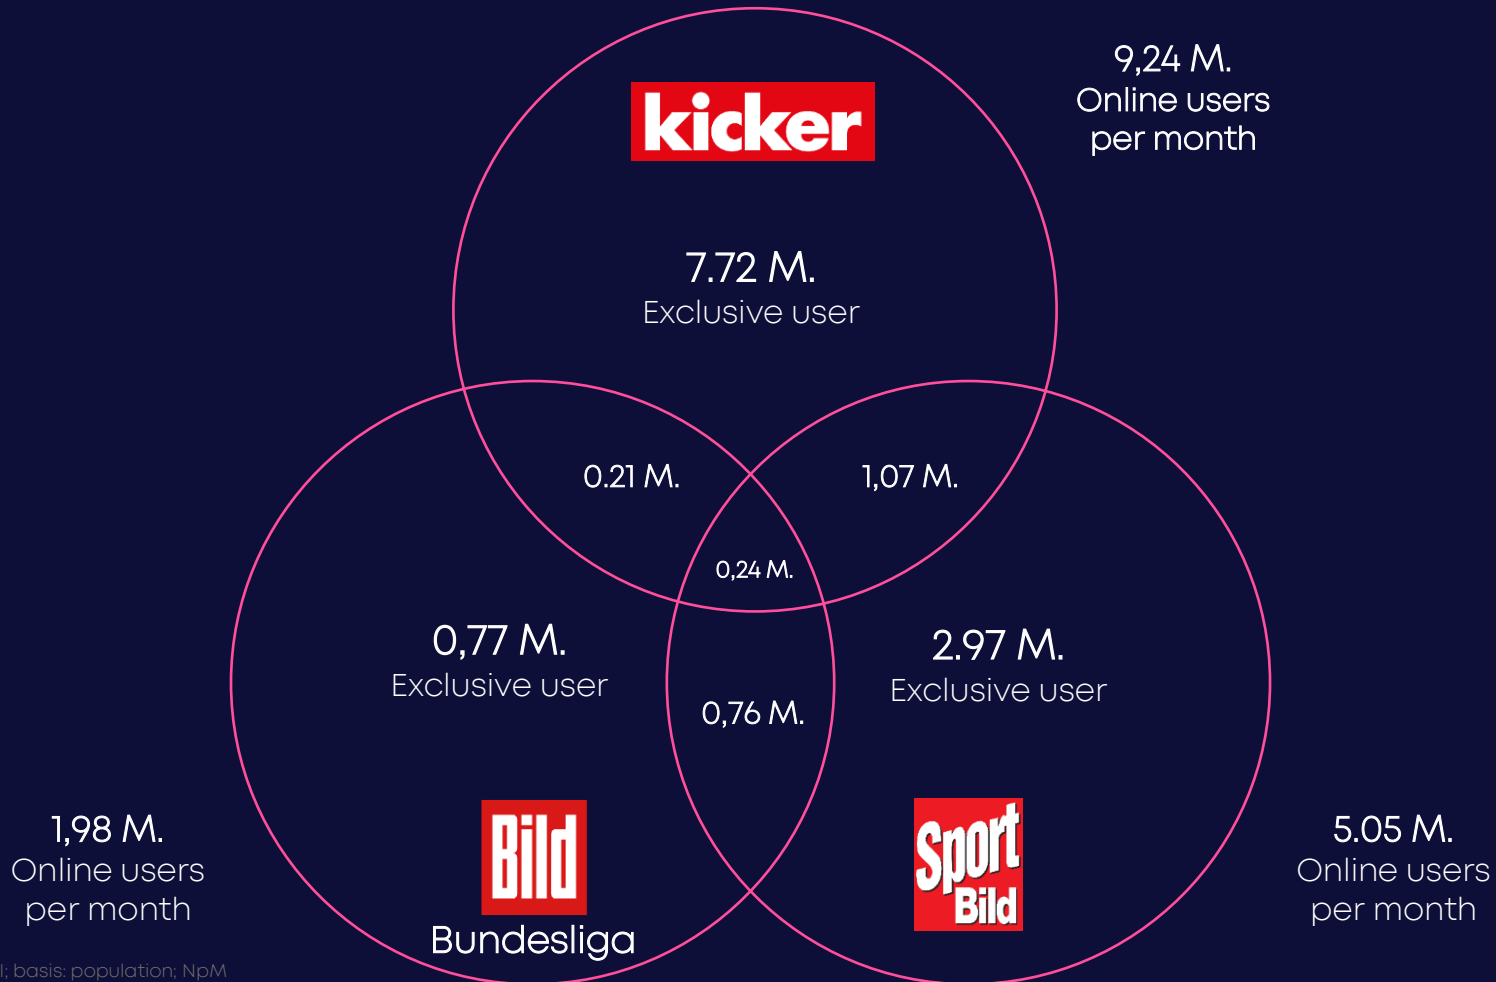 9,24 M.
Online users
per month
kicker
7.72 M.
Exclusive user
0.21 M.
1,07 M.
0,24 M.
0,77 M.
Exclusive user
2.97 M.
Exclusive user
0,76 M.
1,98 M.
Online users
per month
Bild
Bundesliga
Sport
Bild
5.05 M.
Online users
per month
basis: population; NpM